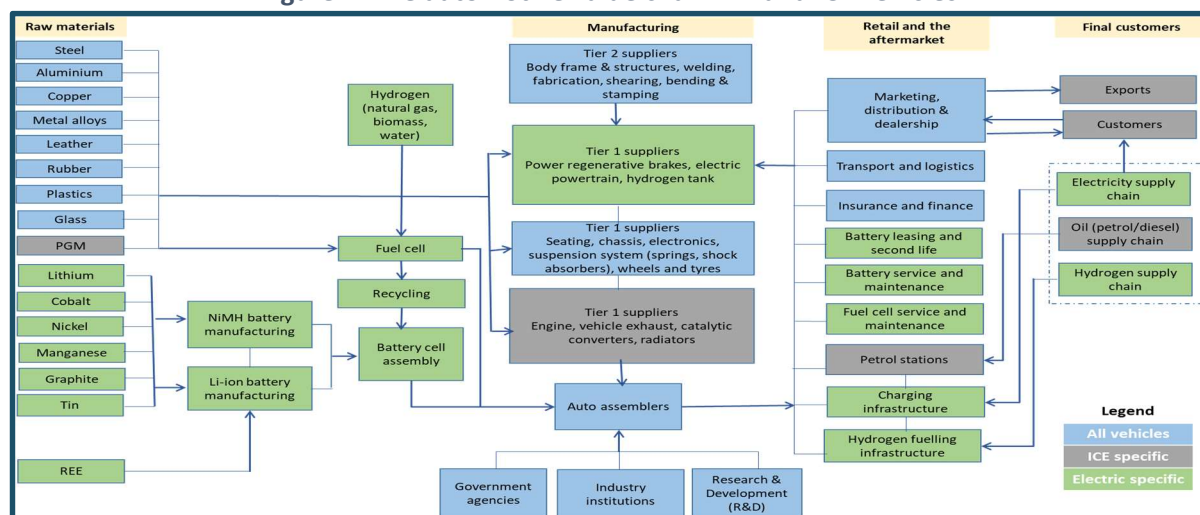 Raw materials
Steel
Aluminium
Copper
Metal alloys
Leather
Rubber
Plastics
Glass
PGM
Lithium
Cobalt
Nickel
Manganese
Graphite
Tin
REE
Hydrogen
(natural gas,
biomass,
water)
Fuel cell
Recycling
NiMH battery
manufacturing
Li-ion battery
manufacturing
Battery cell
assembly
Manufacturing
Tier 2 suppliers
Body frame & structures, welding,
fabrication, shearing, bending &
stamping
Tier 1 suppliers
Power regenerative brakes, electric
powertrain, hydrogen tank
Tier 1 suppliers
Seating, chassis, electronics,
suspension system (springs, shock
absorbers), wheels and tyres
Tier 1 suppliers
Engine, vehicle exhaust, catalytic
converters, radiators
Auto assemblers
Government
agencies
Industry
institutions
Research &
Development
(R&D)
Retail and the
aftermarket
Marketing,
distribution &
dealership
Transport and logistics
Insurance and finance
Battery leasing and
second life
Battery service and
maintenance
Fuel cell service and
maintenance
Petrol stations
Charging
infrastructure
Hydrogen fuelling
infrastructure
Final customers
Exports
Customers
Electricity supply
chain
Oil (petrol/diesel)
supply chain
Hydrogen supply
chain
Legend
All vehicles
ICE specific
Electric specific